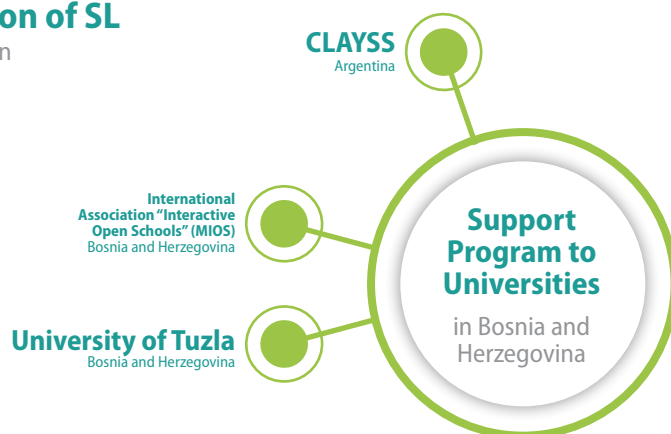 on of SL
n
CLAYSS
Argentina
International
Association “Interactive
Open Schools” (MIOS)
Bosnia and Herzegovina
University of Tuzla
Bosnia and Herzegovina
Support
Program to
Universities
in Bosnia and
Herzegovina